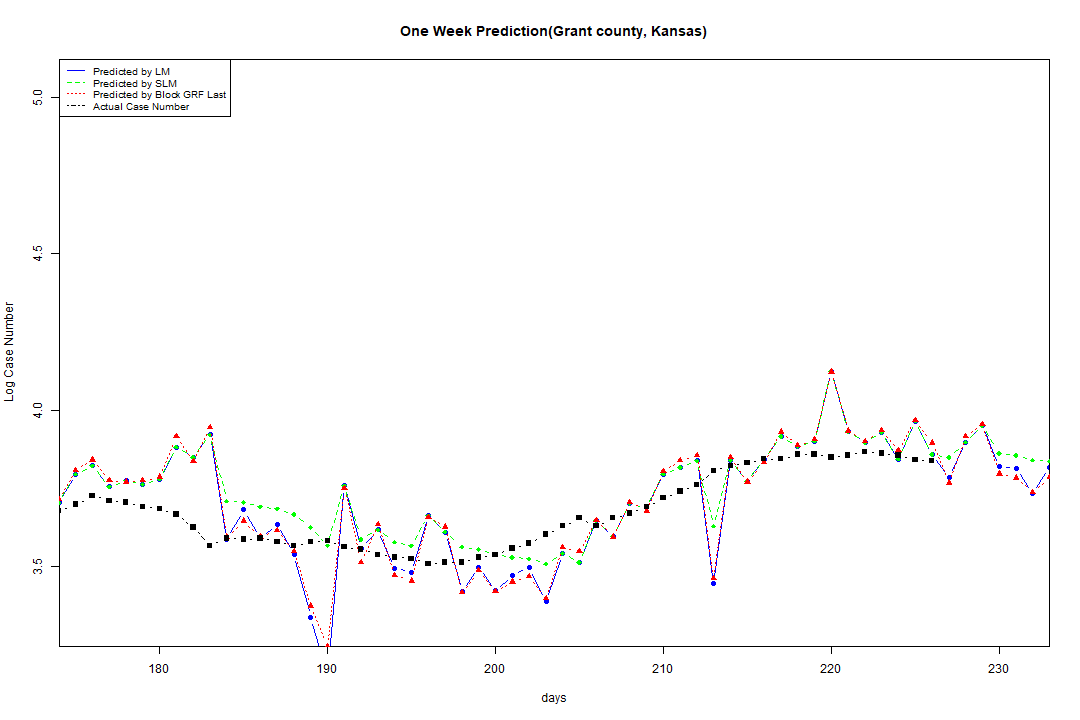 One Week Prediction(Grant county, Kansas)
Predicted by LM
Predicted by SLM
Predicted by Block GRF Last
Actual Case Number
5.0
4.5
4.0
3.5
Log Case Number
180 190 200 210 220 230
days